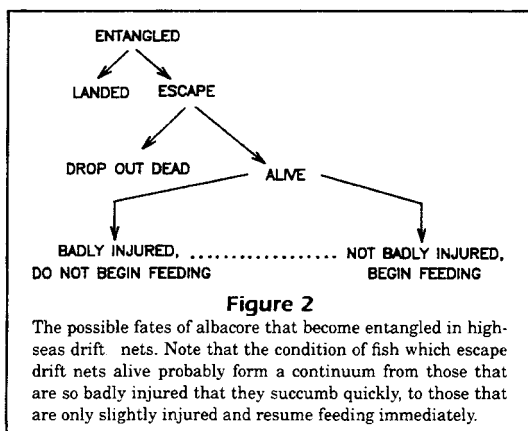 ENTANGLED
LANDED ESCAPE
DROP OUT DEAD ALIVE
BADLY INJURED, .................. NOT BADLY INJURED,
DO NOT BEGIN FEEDING BEGIN FEEDING
Figure 2
The possible fates of albacore that become entangled in high-
seas drift nets. Note that the condition of fish which escape
drift nets alive probably form a continuum from those that
are so badly injured that they succumb quickly, to those that
are only slightly injured and resume feeding immediately.